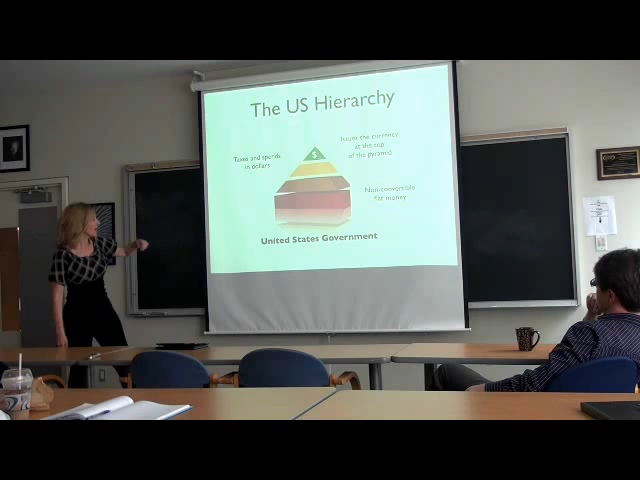 The US Hierarchy
Taxes and spends
in dollars
Issues the currency
at the top
of the pyramid
$
Non-convertible
fiat money
United States Government